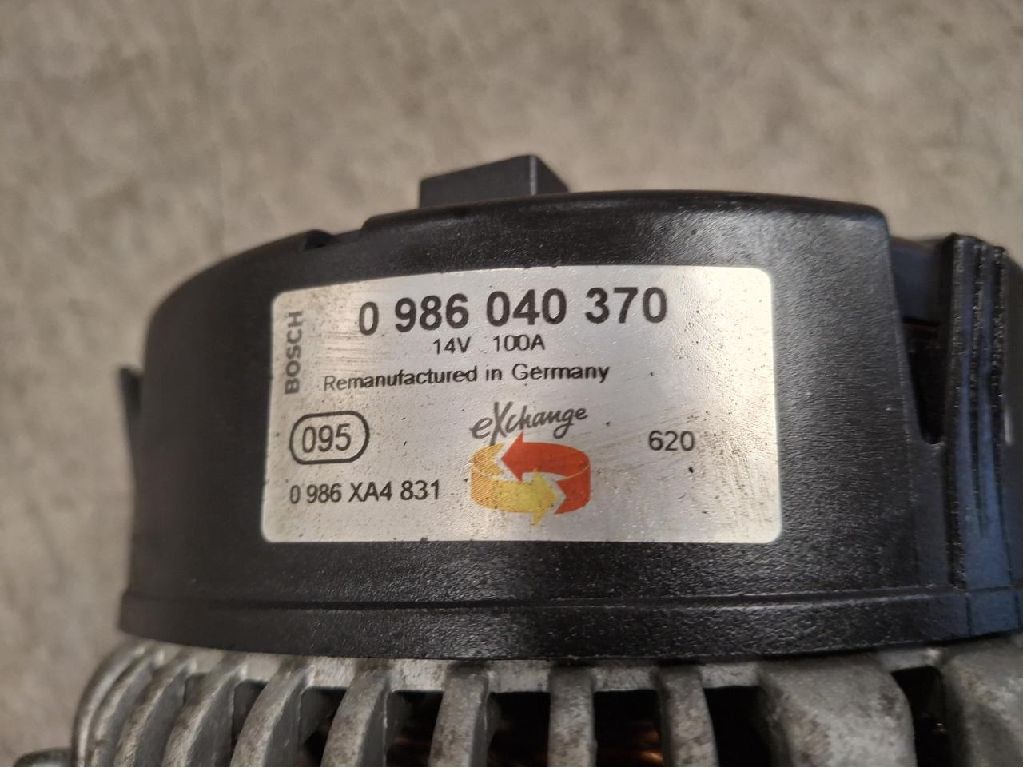 BOSCH
0 986 040 370
14V 100A
Remanufactured in Germany
095
eXchange
620
0 986 XA4 831